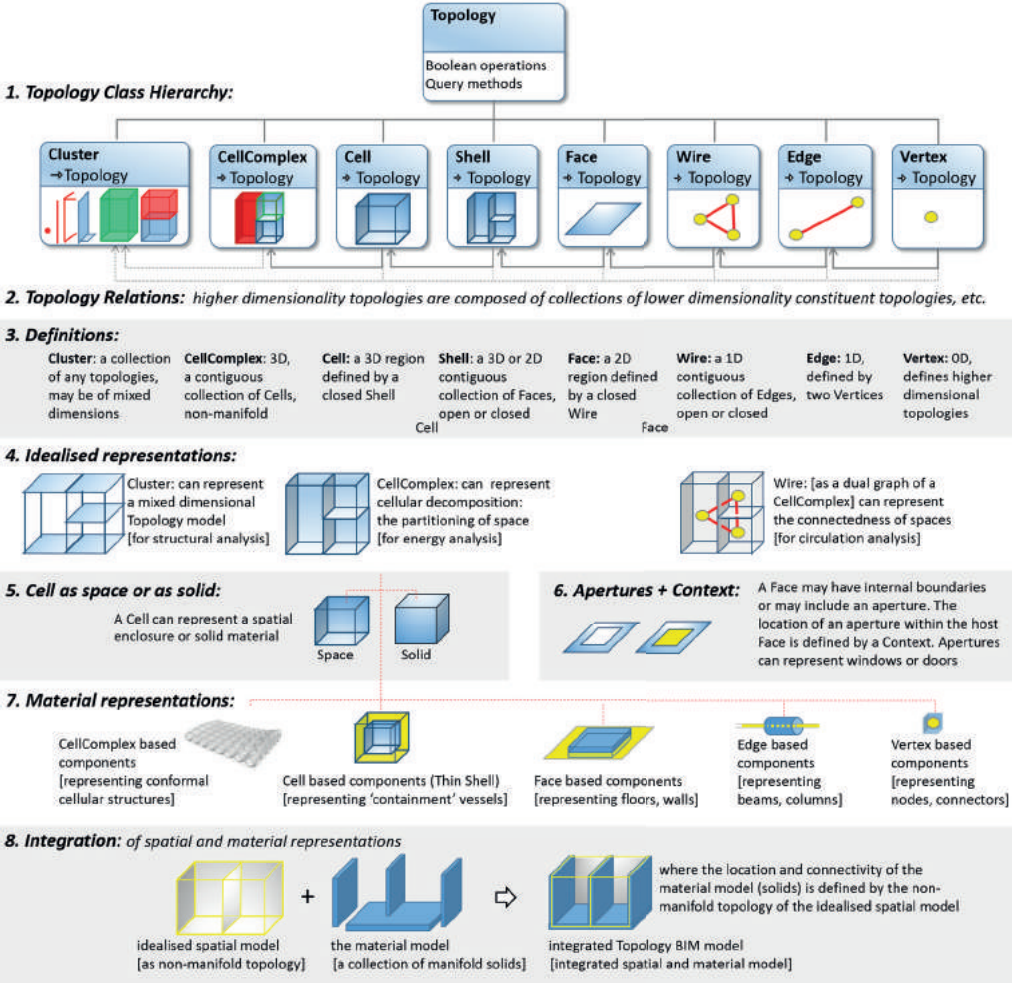 Topology
Boolean operations
Query methods
1. Topology Class Hierarchy:
Cluster
→Topology
CellComplex
→ Topology
Cell
→ Topology
Shell
→ Topology
Face
→ Topology
Wire
→ Topology
Edge
→ Topology
Vertex
→ Topology
2. Topology Relations: higher dimensionality topologies are composed of collections of lower dimensionality constituent topologies, etc.
3. Definitions:
Cluster: a collection
of any topologies,
may be of mixed
dimensions
CellComplex: 3D,
a contiguous
collection of Cells,
non-manifold
Cell: a 3D region
defined by a
closed Shell
Shell: a 3D or 2D
contiguous
collection of Faces,
open or closed
Cell
Face: a 2D
region defined
by a closed
Wire
Face
Wire: a 1D
contiguous
collection of Edges,
open or closed
Edge: 1D,
defined by
two Vertices
Vertex: 0D,
defines higher
dimensional
topologies
4. Idealised representations:
Cluster: can represent
a mixed dimensional
Topology model
[for structural analysis]
CellComplex: can represent
cellular decomposition:
the partitioning of space
[for energy analysis]
Wire: [as a dual graph of a
CellComplex] can represent
the connectedness of spaces
[for circulation analysis]
5. Cell as space or as solid:
A Cell can represent a spatial
enclosure or solid material
Space
Solid
6. Apertures + Context:
A Face may have internal boundaries
or may include an aperture. The
location of an aperture within the host
Face is defined by a Context. Apertures
can represent windows or doors
7. Material representations:
CellComplex based
components
[representing conformal
cellular structures]
Cell based components (Thin Shell)
[representing 'containment' vessels]
Face based components
[representing floors, walls]
Edge based
components
[representing
beams, columns]
Vertex based
components
[representing
nodes, connectors]
8. Integration: of spatial and material representations
+
idealised spatial model
[as non-manifold topology]
the material model
[a collection of manifold solids]
integrated Topology BIM model
[integrated spatial and material model]
where the location and connectivity of the
material model (solids) is defined by the non-
manifold topology of the idealised spatial model